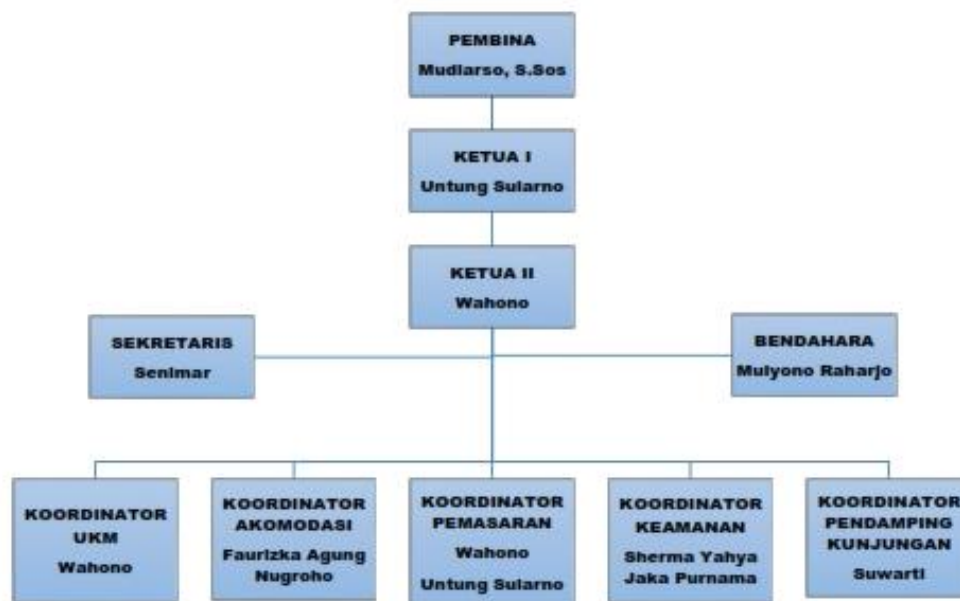 PEMBINA
Mudiarso, S.Sos
KETUA I
Untung Sularno
KETUA II
Wahono
SEKRETARIS
Senimar
BENDAHARA
Mulyono Raharjo
KOORDINATOR
UKM
Wahono
KOORDINATOR
AKOMODASI
Faurizka Agung
Nugroho
KOORDINATOR
PEMASARAN
Wahono
Untung Sularno
KOORDINATOR
KEAMANAN
Sherma Yahya
Jaka Purnama
KOORDINATOR
PENDAMPING
KUNJUNGAN
Suwarti